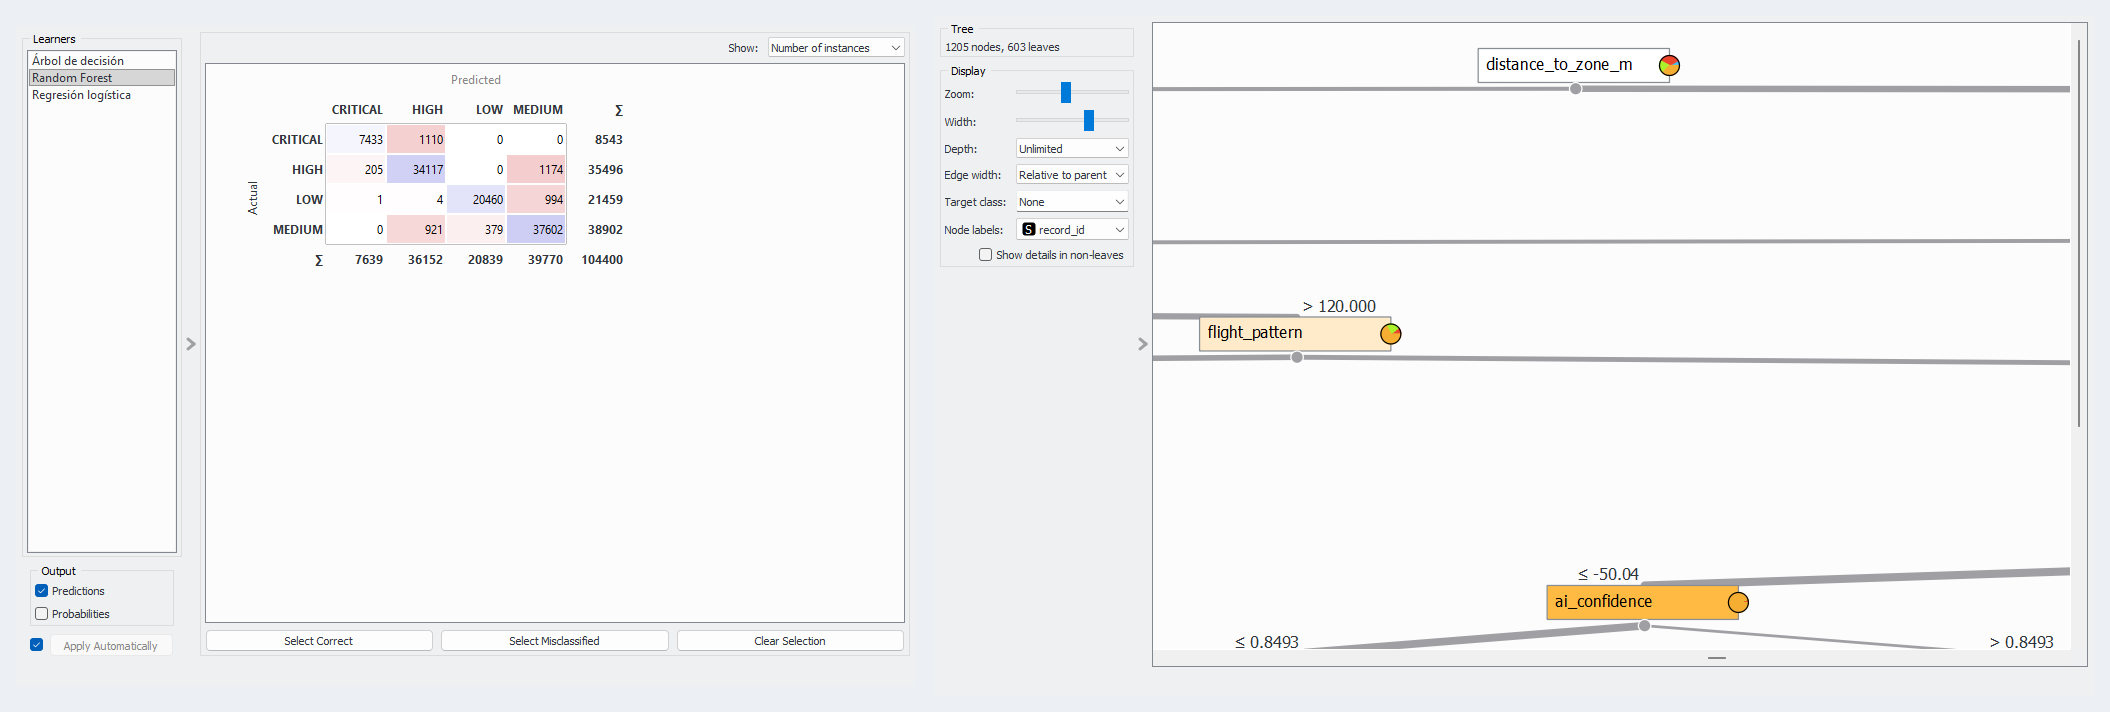 Learners
Árbol de decisión
Random Forest
Regresión logística
Output
Predictions
Probabilities
Apply Automatically
Show: Number of instances
Predicted
CRITICAL HIGH LOW MEDIUM ∑
CRITICAL 7433 1110 0 0 8543
HIGH 205 34117 0 1174 35496
LOW 1 4 20460 994 21459
MEDIUM 0 921 379 37602 38902
∑ 7639 36152 20839 39770 104400
Actual
Select Correct Select Misclassified Clear Selection
Tree
1205 nodes, 603 leaves
Display
Zoom:
Width:
Depth: Unlimited
Edge width: Relative to parent
Target class: None
Node labels: S record_id
Show details in non-leaves
distance_to_zone_m
> 120.000
flight_pattern
≤ -50.04
ai_confidence
≤ 0.8493 > 0.8493